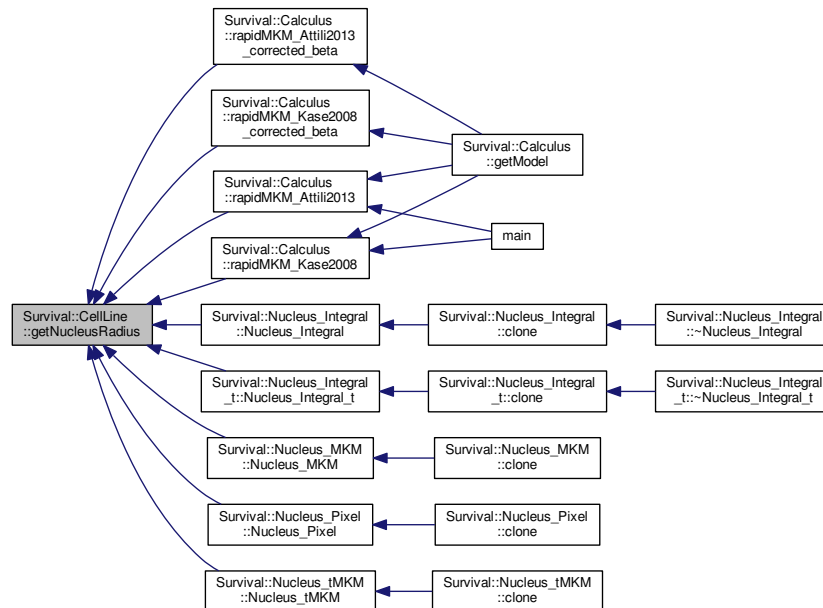 Survival::Calculus
::rapidMKM_Attili2013
_corrected_beta
Survival::Calculus
::rapidMKM_Kase2008
_corrected_beta
Survival::Calculus
::getModel
Survival::Calculus
::rapidMKM_Attili2013
main
Survival::Calculus
::rapidMKM_Kase2008
Survival::CellLine
::getNucleusRadius
Survival::Nucleus_Integral
::Nucleus_Integral
Survival::Nucleus_Integral
::clone
Survival::Nucleus_Integral
::~Nucleus_Integral
Survival::Nucleus_Integral
_t::Nucleus_Integral_t
Survival::Nucleus_Integral
_t::clone
Survival::Nucleus_Integral
_t::~Nucleus_Integral_t
Survival::Nucleus_MKM
::Nucleus_MKM
Survival::Nucleus_MKM
::clone
Survival::Nucleus_Pixel
::Nucleus_Pixel
Survival::Nucleus_Pixel
::clone
Survival::Nucleus_tMKM
::Nucleus_tMKM
Survival::Nucleus_tMKM
::clone